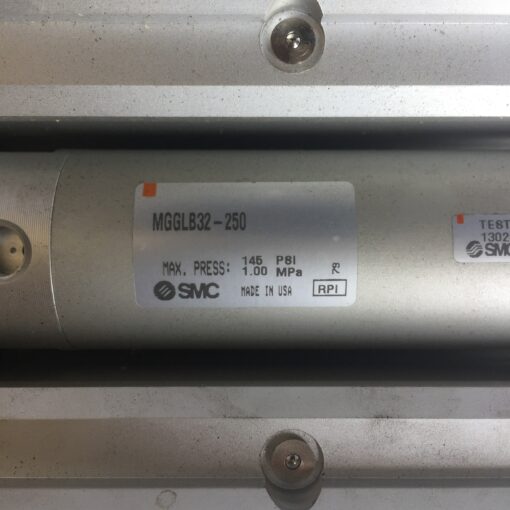 MGGLB32-250
MAX. PRESS: 145 PSI
1.00 MPa
SMC MADE IN USA RPI
TEST
1302
SMC